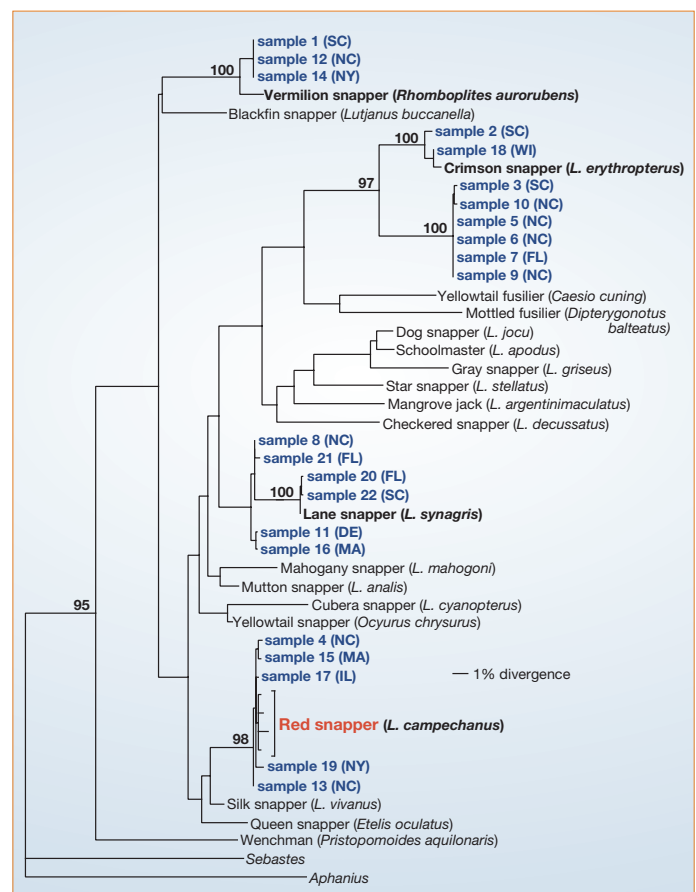 sample 1 (SC)
sample 12 (NC)
100
sample 14 (NY)
Vermilion snapper (Rhomboplites aurorubens)
Blackfin snapper (Lutjanus buccanella)
sample 2 (SC)
100
sample 18 (WI)
Crimson snapper (L. erythropterus)
97
sample 3 (SC)
sample 10 (NC)
sample 5 (NC)
100
sample 6 (NC)
sample 7 (FL)
sample 9 (NC)
Yellowtail fusilier (Caesio cuning)
Mottled fusilier (Dipterygonotus
balteatus)
Dog snapper (L. jocu)
Schoolmaster (L. apodus)
Gray snapper (L. griseus)
Star snapper (L. stellatus)
Mangrove jack (L. argentinimaculatus)
Checkered snapper (L. decussatus)
sample 8 (NC)
sample 21 (FL)
sample 20 (FL)
100
sample 22 (SC)
Lane snapper (L. synagris)
sample 11 (DE)
sample 16 (MA)
Mahogany snapper (L. mahogoni)
Mutton snapper (L. analis)
95
Cubera snapper (L. cyanopterus)
Yellowtail snapper (Ocyurus chrysurus)
sample 4 (NC)
sample 15 (MA)
sample 17 (IL)
1% divergence
Red snapper (L. campechanus)
98
sample 19 (NY)
sample 13 (NC)
Silk snapper (L. vivanus)
Queen snapper (Etelis oculatus)
Wenchman (Pristopomoides aquilonaris)
Sebastes
Aphanius